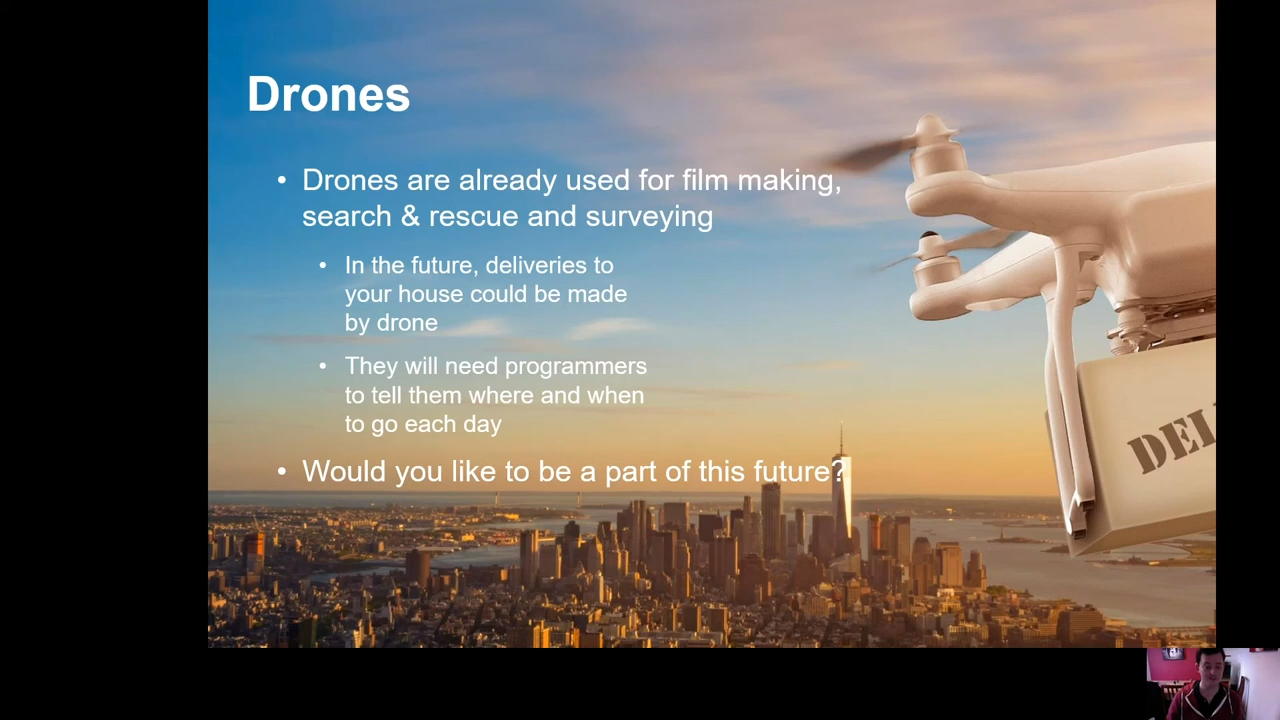 Drones
• Drones are already used for film making,
search & rescue and surveying
• In the future, deliveries to
your house could be made
by drone
• They will need programmers
to tell them where and when
to go each day
• Would you like to be a part of this future?
DEL